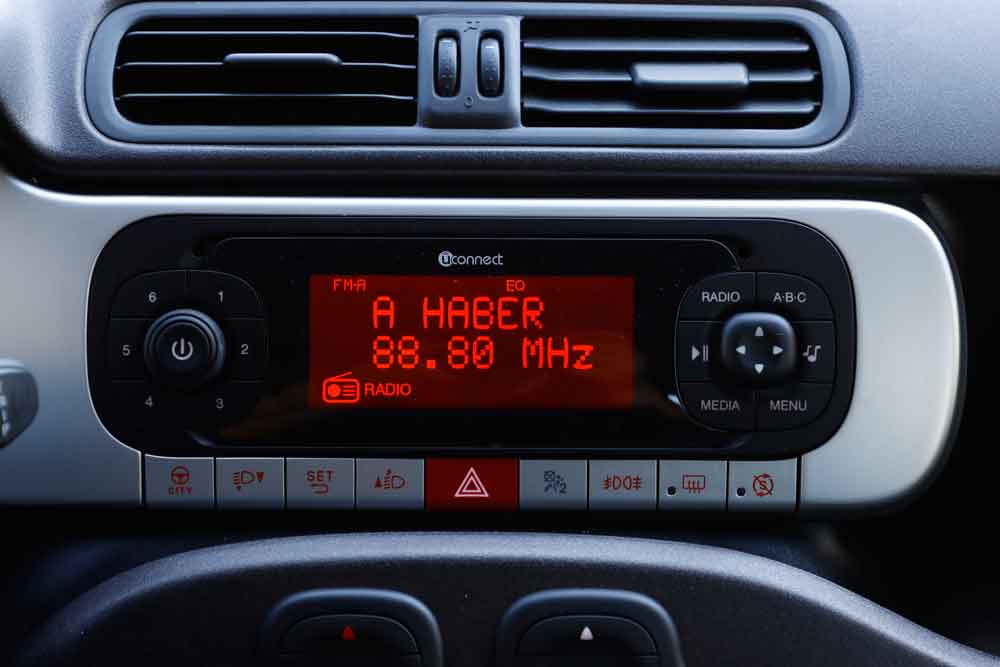 Uconnect
FM-A EQ
A HABER
88.80 MHz
RADIO
6 1
5 2
4 3
RADIO A·B·C
MEDIA MENU
CITY
SET
2